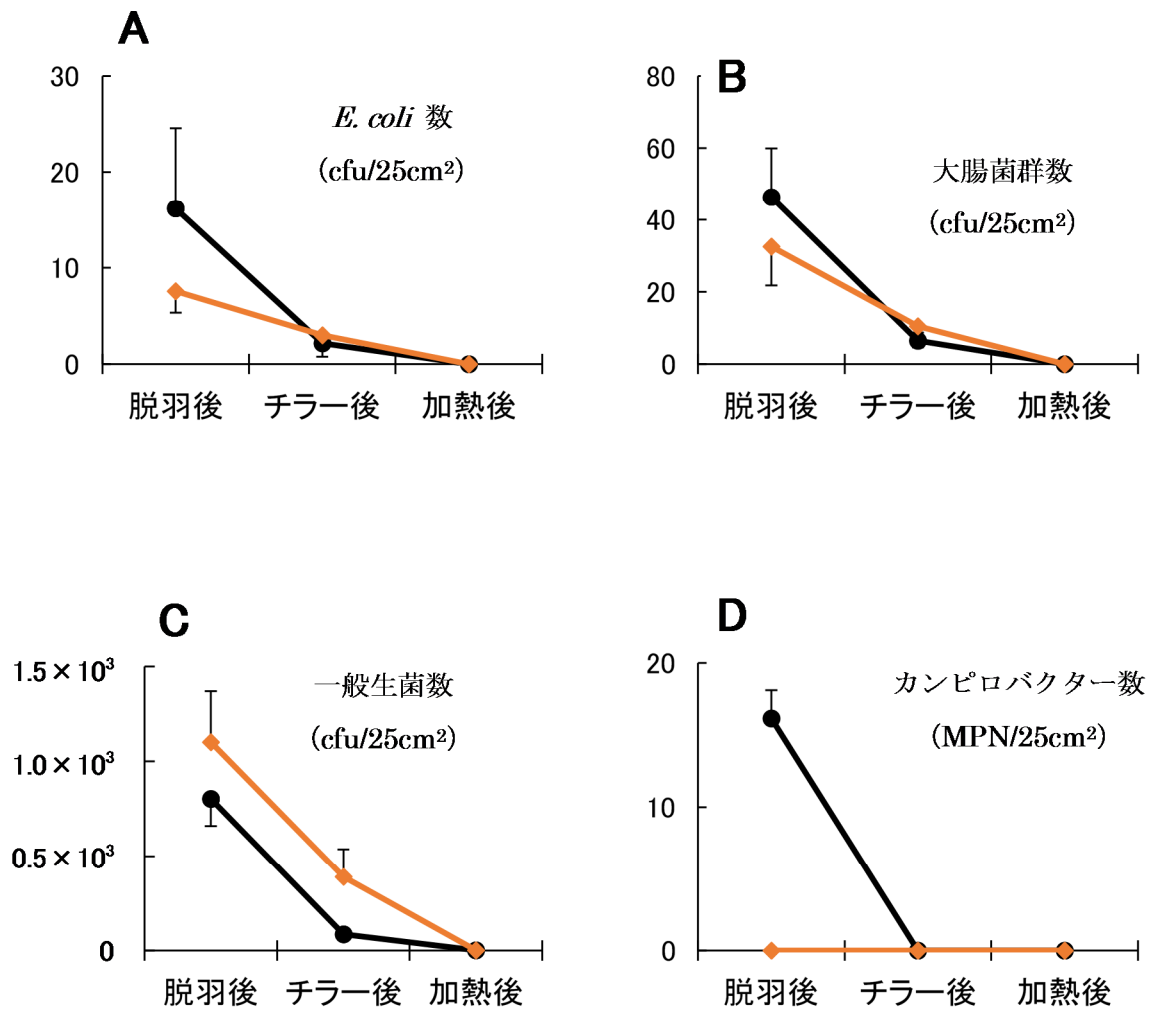 A
30
20
10
0
E. coli 数
(cfu/25cm²)
脱羽後 チラー後 加熱後
B
80
60
40
20
0
大腸菌群数
(cfu/25cm²)
脱羽後 チラー後 加熱後
C
1.5×10³
1.0×10³
0.5×10³
0
一般生菌数
(cfu/25cm²)
脱羽後 チラー後 加熱後
D
20
10
0
カンピロバクター数
(MPN/25cm²)
脱羽後 チラー後 加熱後